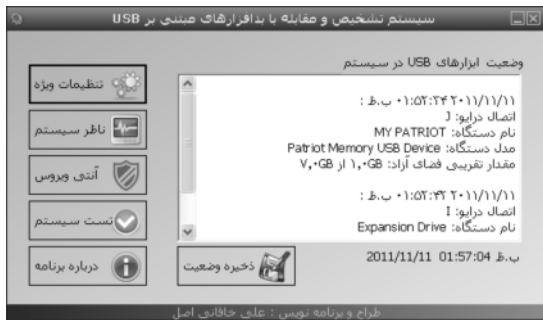 سیستم تشخیص و مقابله با بدافزارهای مبتنی بر USB
وضعیت ابزارهای USB در سیستم
۲۰۱۱/۱۱/۱۱ ۰۱:۵۲:۳۴ ب.ظ :
اتصال درایو: J
نام دستگاه: MY PATRIOT
مدل دستگاه: Patriot Memory USB Device
مقدار تقریبی فضای آزاد: ۱,۰GB از ۷,۰GB
۲۰۱۱/۱۱/۱۱ ۰۱:۵۲:۴۲ ب.ظ :
اتصال درایو: I
نام دستگاه: Expansion Drive
تنظیمات ویژه
ناظر سیستم
آنتی ویروس
تست سیستم
درباره برنامه
ذخیره وضعیت
2011/11/11 01:57:04 ب.ظ
طراح و برنامه نویس : علی خاقانی اصل